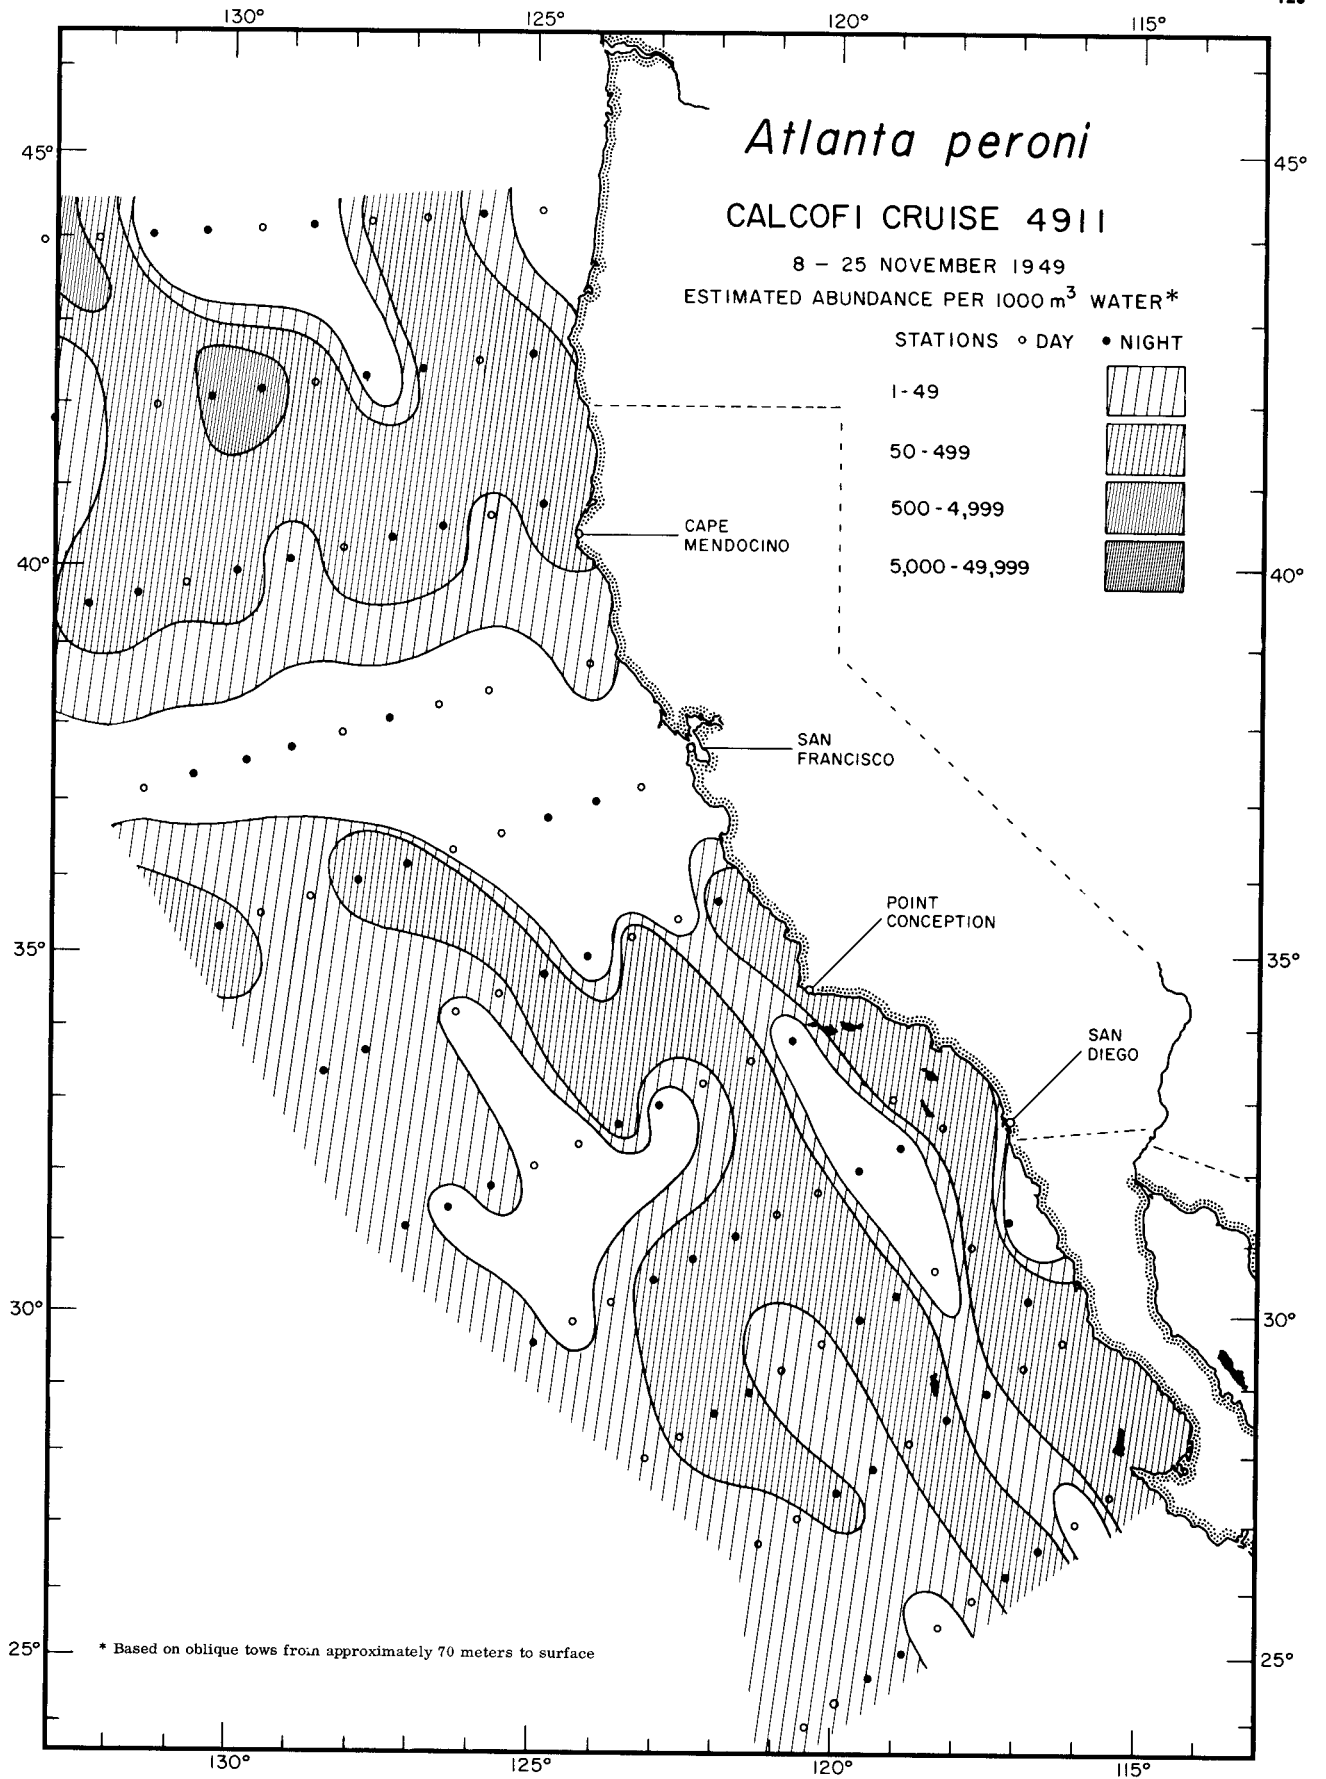 130°
125°
120°
115°
45°
45°
Atlanta peroni
CALCOFI CRUISE 4911
8 – 25 NOVEMBER 1949
ESTIMATED ABUNDANCE PER 1000 m³ WATER*
STATIONS ○ DAY ● NIGHT
1-49
50-499
500-4,999
5,000-49,999
CAPE
MENDOCINO
40°
40°
SAN
FRANCISCO
POINT
CONCEPTION
35°
35°
SAN
DIEGO
30°
30°
25°
25°
* Based on oblique tows from approximately 70 meters to surface
130°
125°
120°
115°